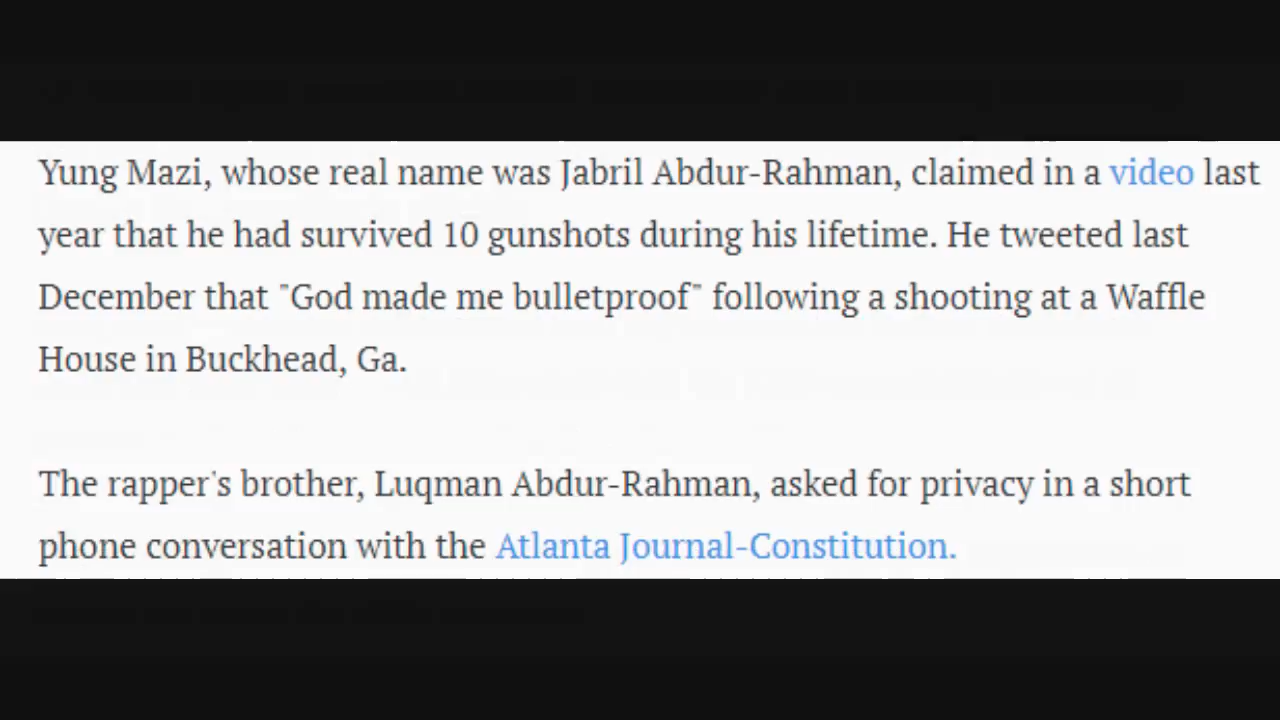 Yung Mazi, whose real name was Jabril Abdur-Rahman, claimed in a video last
year that he had survived 10 gunshots during his lifetime. He tweeted last
December that "God made me bulletproof" following a shooting at a Waffle
House in Buckhead, Ga.
The rapper's brother, Luqman Abdur-Rahman, asked for privacy in a short
phone conversation with the Atlanta Journal-Constitution.